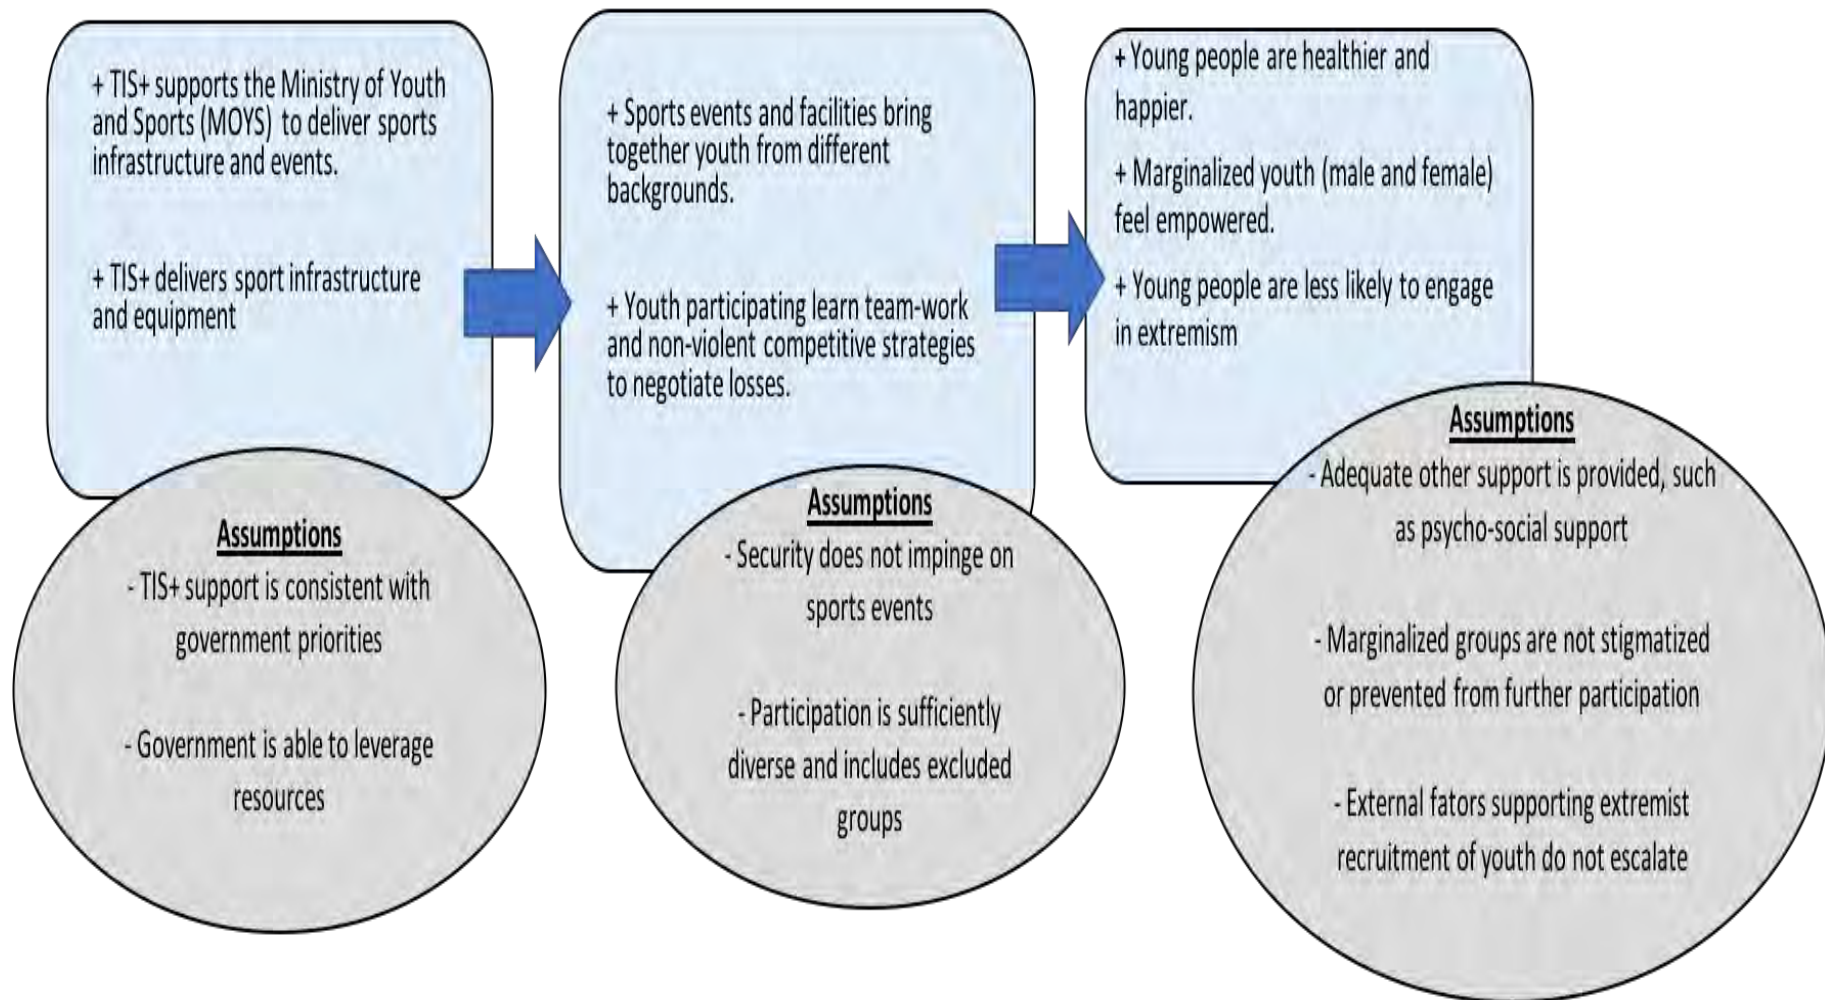 + TIS+ supports the Ministry of Youth
and Sports (MOYS) to deliver sports
infrastructure and events.
+ TIS+ delivers sport infrastructure
and equipment
Assumptions
- TIS+ support is consistent with
government priorities
- Government is able to leverage
resources
+ Sports events and facilities bring
together youth from different
backgrounds.
+ Youth participating learn team-work
and non-violent competitive strategies
to negotiate losses.
Assumptions
- Security does not impinge on
sports events
- Participation is sufficiently
diverse and includes excluded
groups
+ Young people are healthier and
happier.
+ Marginalized youth (male and female)
feel empowered.
+ Young people are less likely to engage
in extremism
Assumptions
- Adequate other support is provided, such
as psycho-social support
- Marginalized groups are not stigmatized
or prevented from further participation
- External fators supporting extremist
recruitment of youth do not escalate